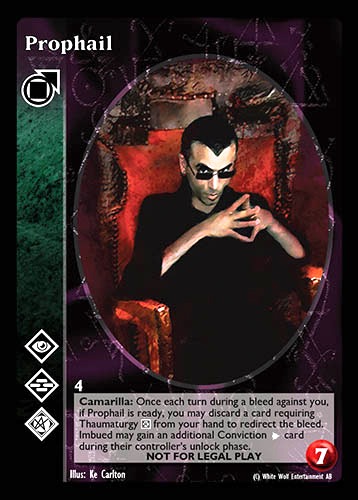 Prophail
4
Camarilla: Once each turn during a bleed against you,
if Prophail is ready, you may discard a card requiring
Thaumaturgy from your hand to redirect the bleed.
Imbued may gain an additional Conviction card
during their controller's unlock phase.
NOT FOR LEGAL PLAY
7
Illus: Ke Carlton
(C) White Wolf Entertainment AB